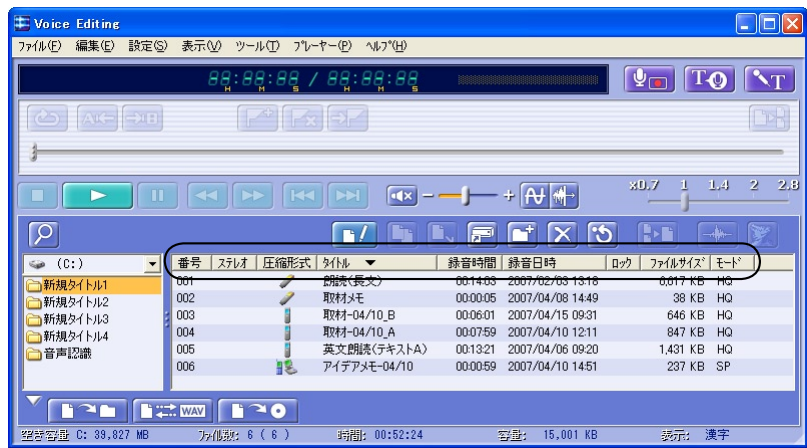 Voice Editing
ファイル(F) 編集(E) 設定(S) 表示(V) ツール(T) プレーヤー(P) ヘルプ(H)
88:88:88 / 88:88:88
H M S H M S
T T
A B
x0.7 1 1.4 2 2.8
(C:)
番号 ステレオ 圧縮形式 タイトル ▼ 録音時間 録音日時 ロック ファイルサイズ モード
新規タイトル1
新規タイトル2
新規タイトル3
新規タイトル4
音声認識
001 朗読(長文) 00:14:03 2007/02/03 13:18 6,017 KB HQ
002 取材メモ 00:00:05 2007/04/08 14:49 38 KB HQ
003 取材-04/10_B 00:06:01 2007/04/15 09:31 646 KB HQ
004 取材-04/10_A 00:07:59 2007/04/10 12:11 847 KB HQ
005 英文朗読(テキストA) 00:13:21 2007/04/06 09:20 1,431 KB HQ
006 アイデアメモ-04/10 00:00:59 2007/04/10 14:51 237 KB SP
WAV
空き容量 C: 39,827 MB ファイル数: 6 ( 6 ) 時間: 00:52:24 容量: 15,001 KB 表示: 漢字